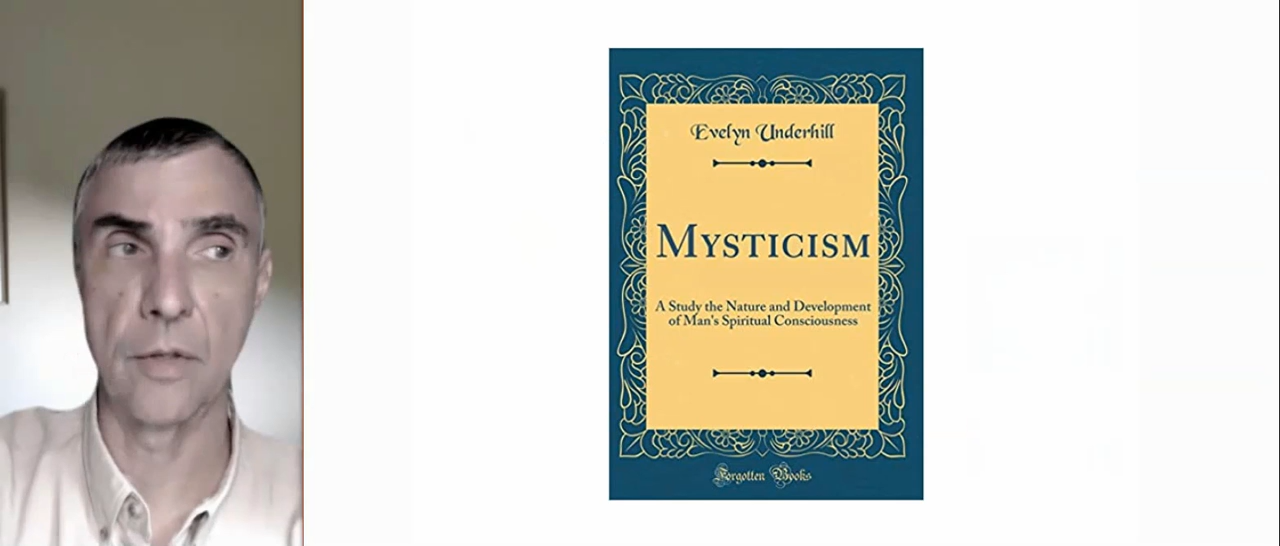 Evelyn Underhill
MYSTICISM
A Study the Nature and Development
of Man's Spiritual Consciousness
Forgotten Books